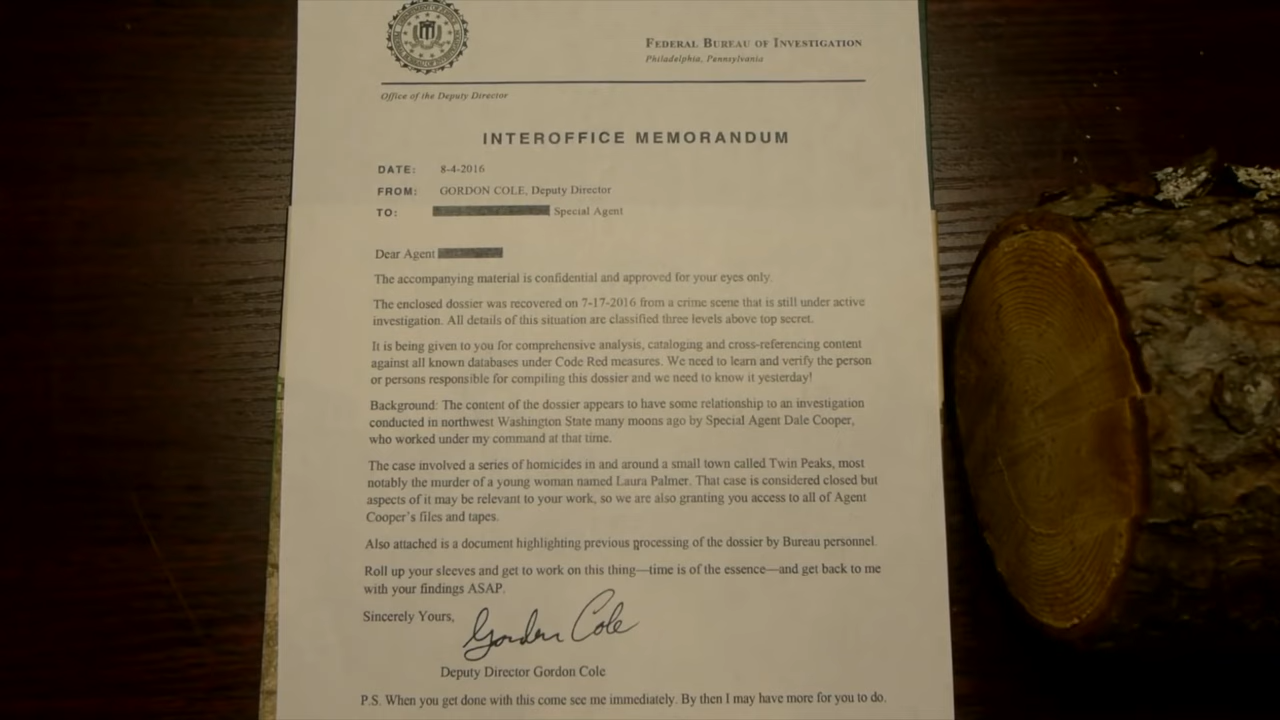 FEDERAL BUREAU OF INVESTIGATION
Philadelphia, Pennsylvania
Office of the Deputy Director
INTEROFFICE MEMORANDUM
DATE: 8-4-2016
FROM: GORDON COLE, Deputy Director
TO: Special Agent
Dear Agent
The accompanying material is confidential and approved for your eyes only.
The enclosed dossier was recovered on 7-17-2016 from a crime scene that is still under active
investigation. All details of this situation are classified three levels above top secret.
It is being given to you for comprehensive analysis, cataloging and cross-referencing content
against all known databases under Code Red measures. We need to learn and verify the person
or persons responsible for compiling this dossier and we need to know it yesterday!
Background: The content of the dossier appears to have some relationship to an investigation
conducted in northwest Washington State many moons ago by Special Agent Dale Cooper,
who worked under my command at that time.
The case involved a series of homicides in and around a small town called Twin Peaks, most
notably the murder of a young woman named Laura Palmer. That case is considered closed but
aspects of it may be relevant to your work, so we are also granting you access to all of Agent
Cooper's files and tapes.
Also attached is a document highlighting previous processing of the dossier by Bureau personnel.
Roll up your sleeves and get to work on this thing—time is of the essence—and get back to me
with your findings ASAP.
Sincerely Yours,
Gordon Cole
Deputy Director Gordon Cole
P.S. When you get done with this come see me immediately. By then I may have more for you to do.